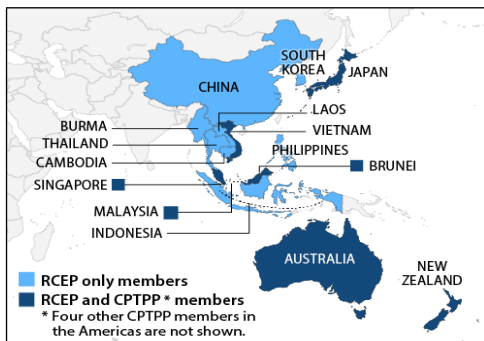 SOUTH
KOREA
JAPAN
CHINA
LAOS
BURMA
VIETNAM
THAILAND
PHILIPPINES
CAMBODIA
BRUNEI
SINGAPORE
MALAYSIA
INDONESIA
AUSTRALIA
NEW
ZEALAND
RCEP only members
RCEP and CPTPP * members
* Four other CPTPP members in
the Americas are not shown.